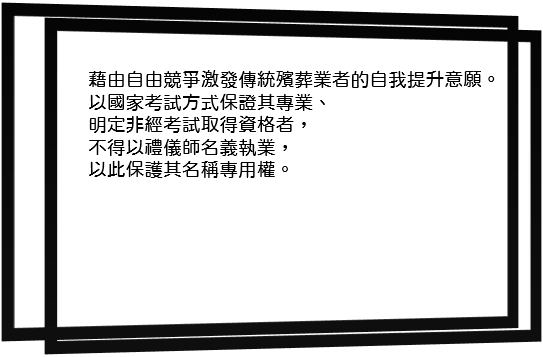 藉由自由競爭激發傳統殯葬業者的自我提升意願。
以國家考試方式保證其專業、
明定非經考試取得資格者，
不得以禮儀師名義執業，
以此保護其名稱專用權。